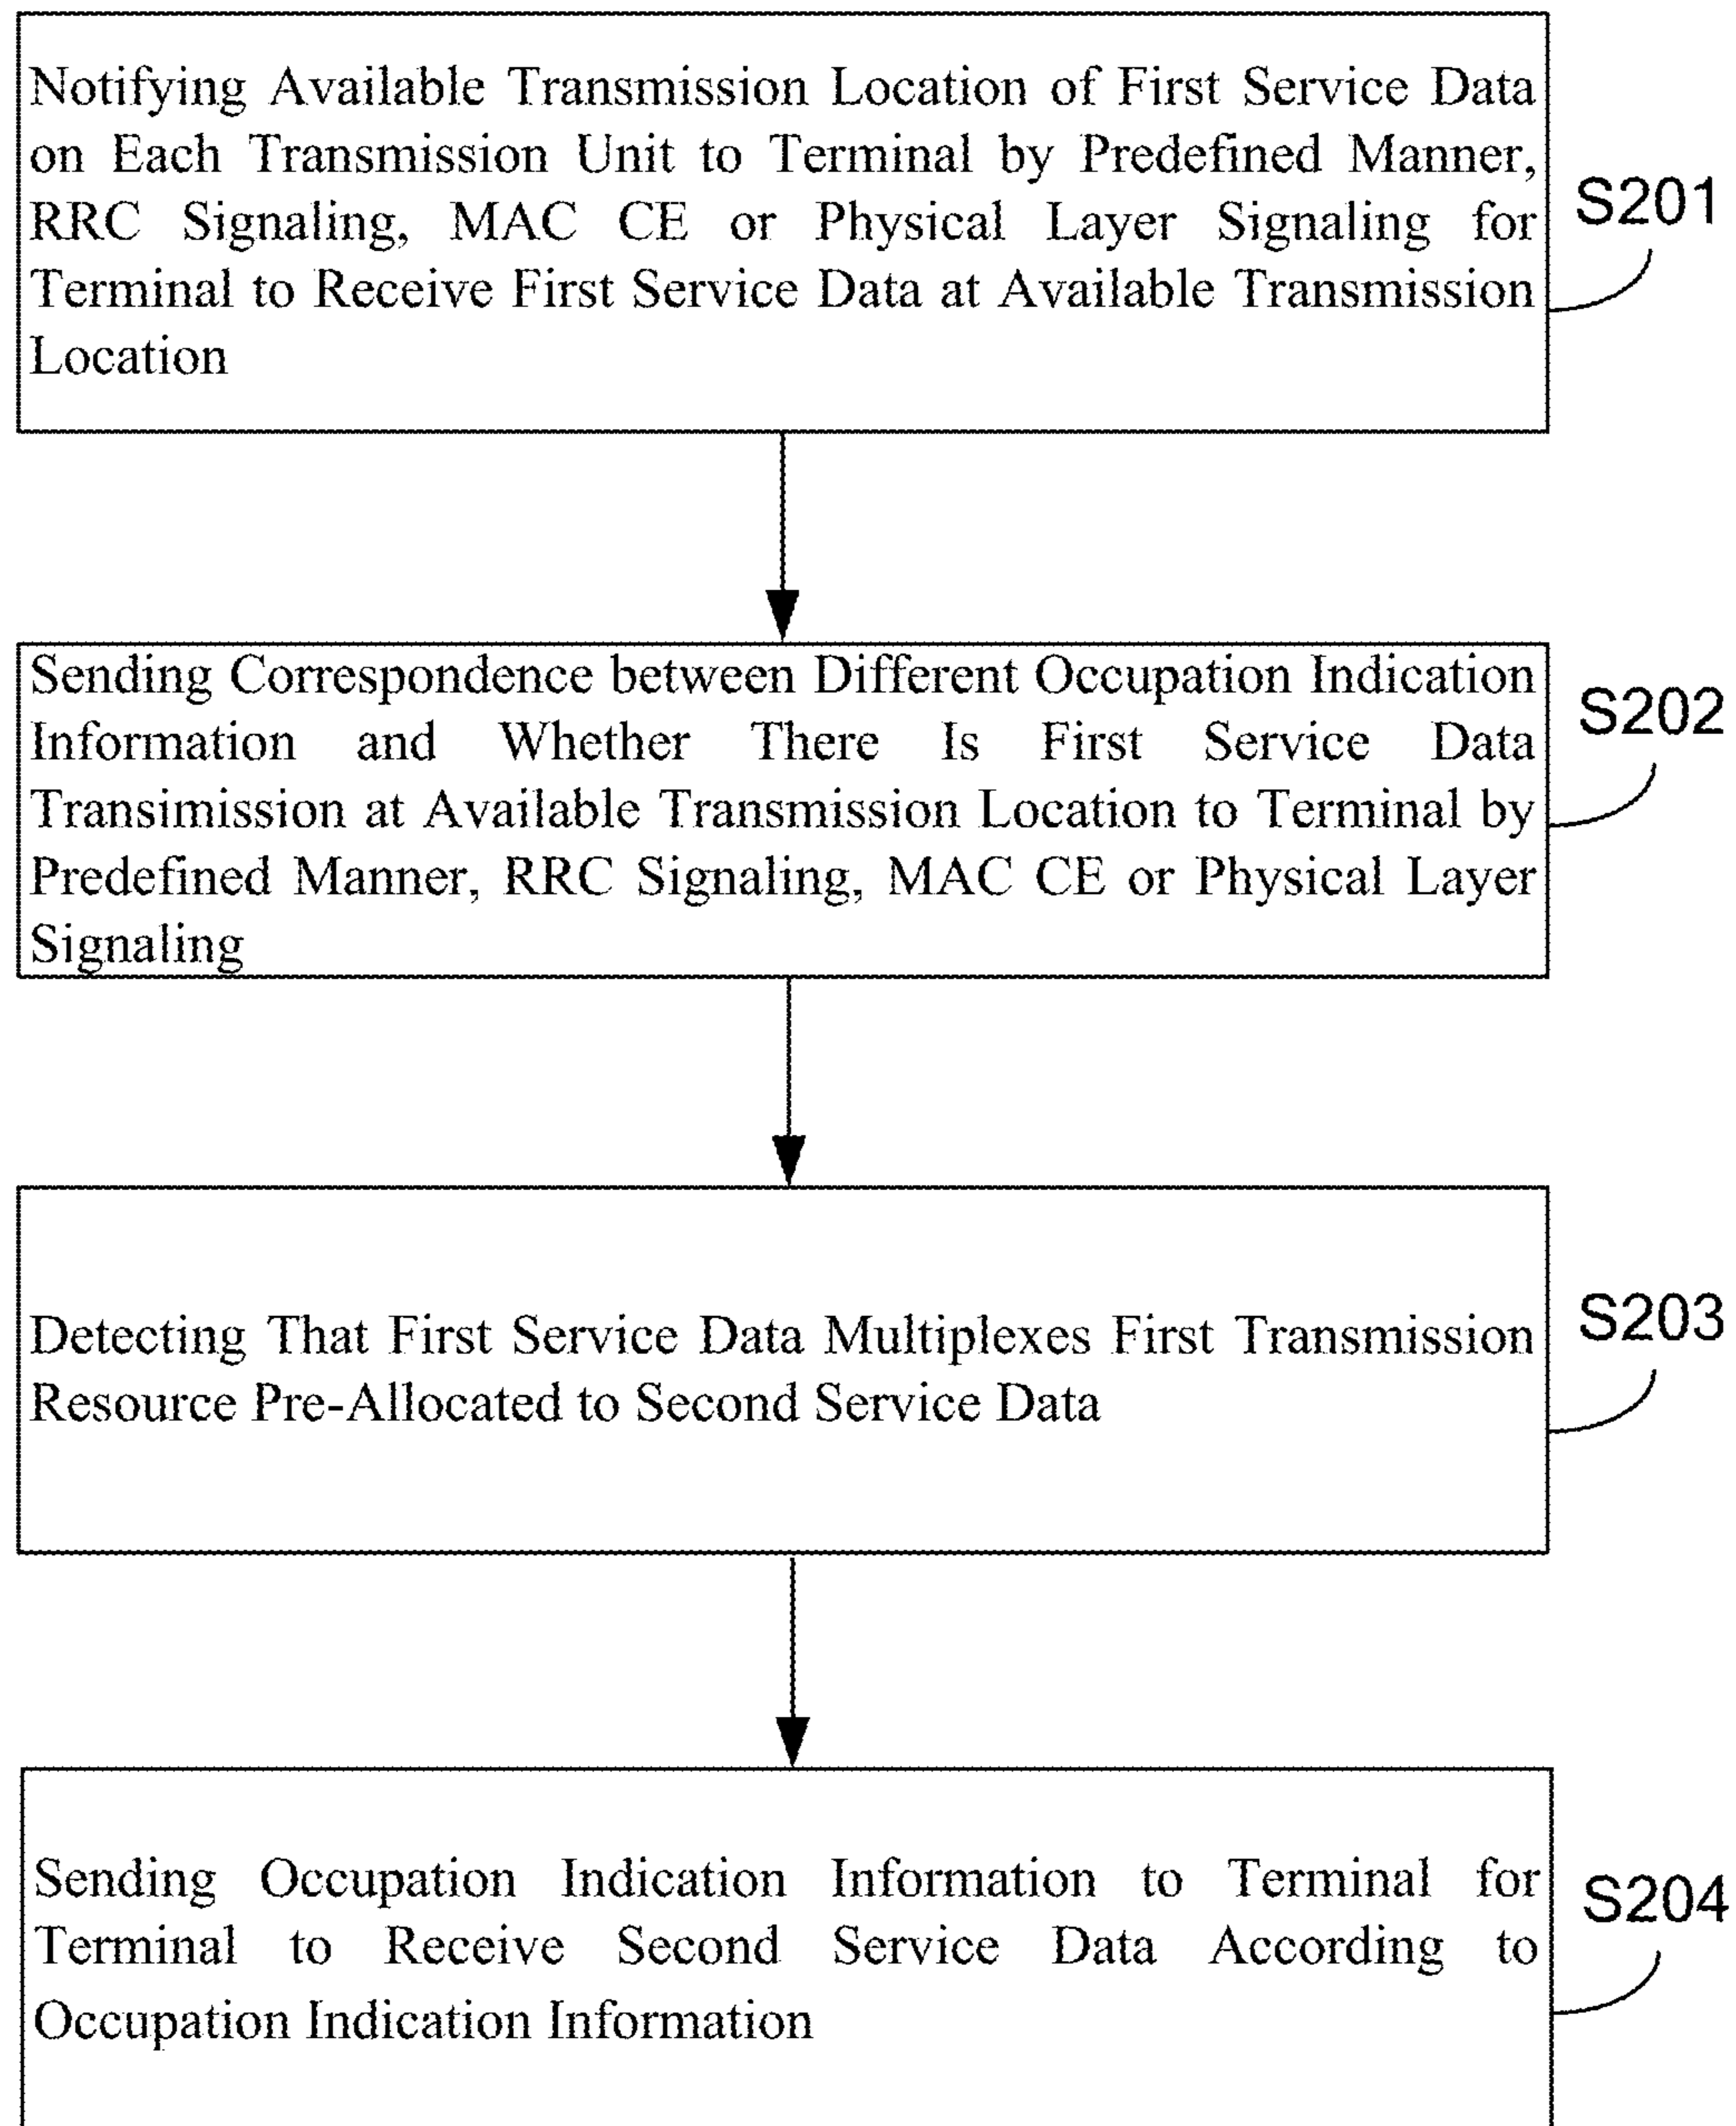 Notifying Available Transmission Location of First Service Data
on Each Transmission Unit to Terminal by Predefined Manner,
RRC Signaling, MAC CE or Physical Layer Signaling for
Terminal to Receive First Service Data at Available Transmission
Location
S201
Sending Correspondence between Different Occupation Indication
Information and Whether There Is First Service Data
Transimission at Available Transmission Location to Terminal by
Predefined Manner, RRC Signaling, MAC CE or Physical Layer
Signaling
S202
Detecting That First Service Data Multiplexes First Transmission
Resource Pre-Allocated to Second Service Data
S203
Sending Occupation Indication Information to Terminal for
Terminal to Receive Second Service Data According to
Occupation Indication Information
S204